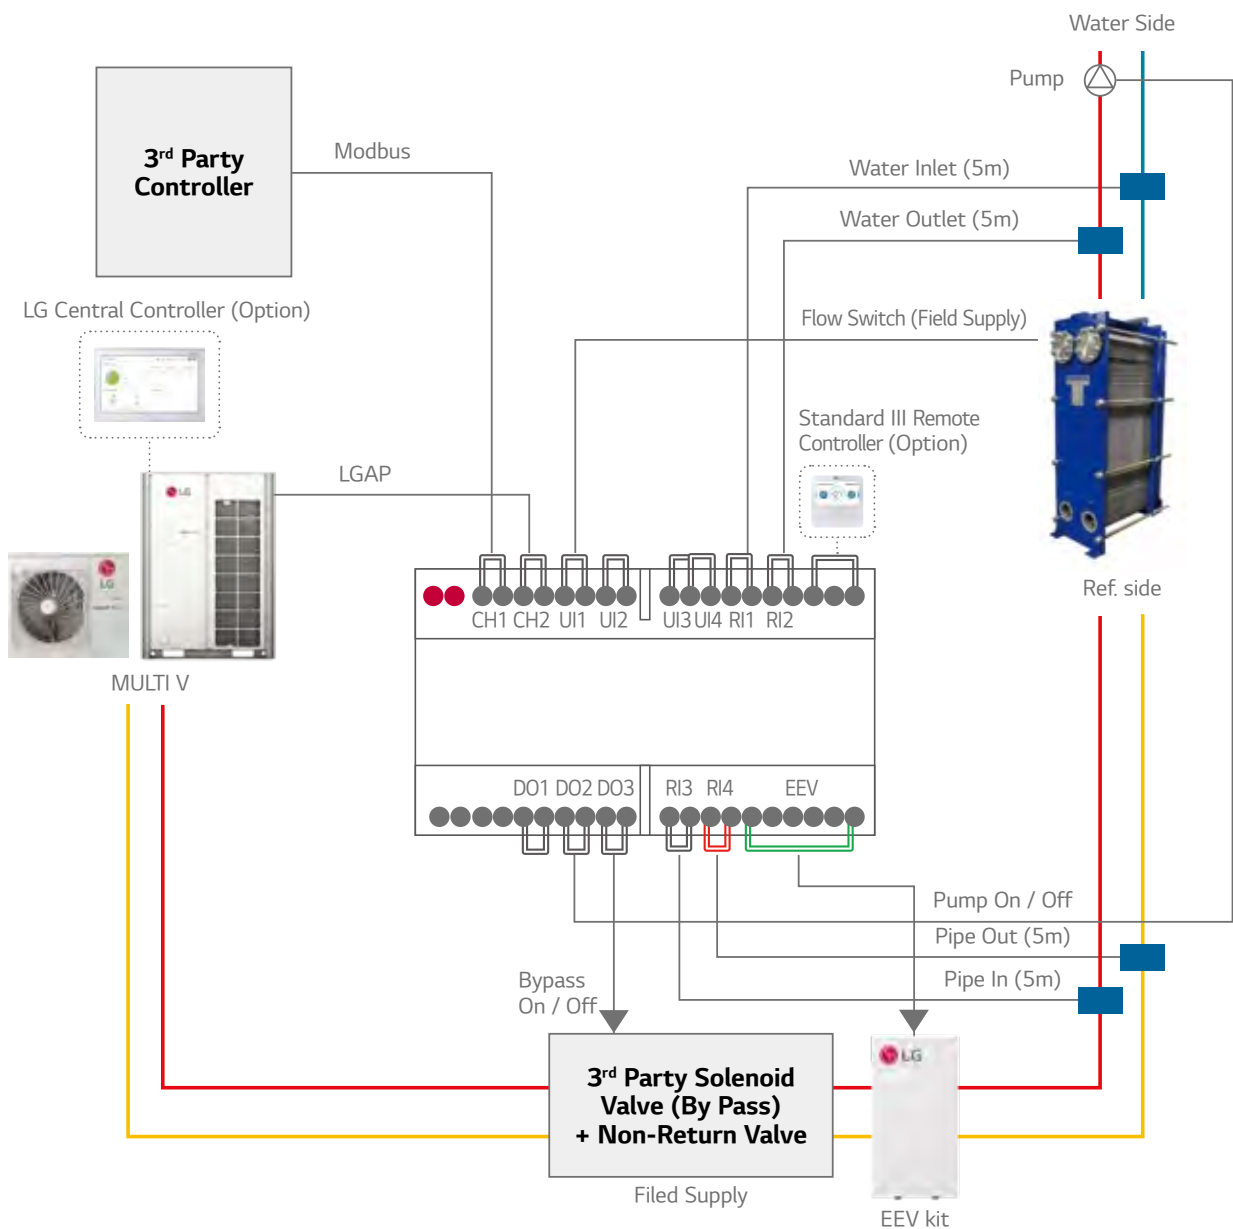 Water Side
Pump
3rd Party
Controller
Modbus
Water Inlet (5m)
Water Outlet (5m)
LG Central Controller (Option)
Flow Switch (Field Supply)
Standard III Remote
Controller (Option)
LGAP
LG
LG
T
Ref. side
CH1 CH2 UI1 UI2 UI3 UI4 RI1 RI2
MULTI V
DO1 DO2 DO3 RI3 RI4 EEV
Pump On / Off
Pipe Out (5m)
Bypass
On / Off
Pipe In (5m)
LG
3rd Party Solenoid
Valve (By Pass)
+ Non-Return Valve
Filed Supply
EEV kit